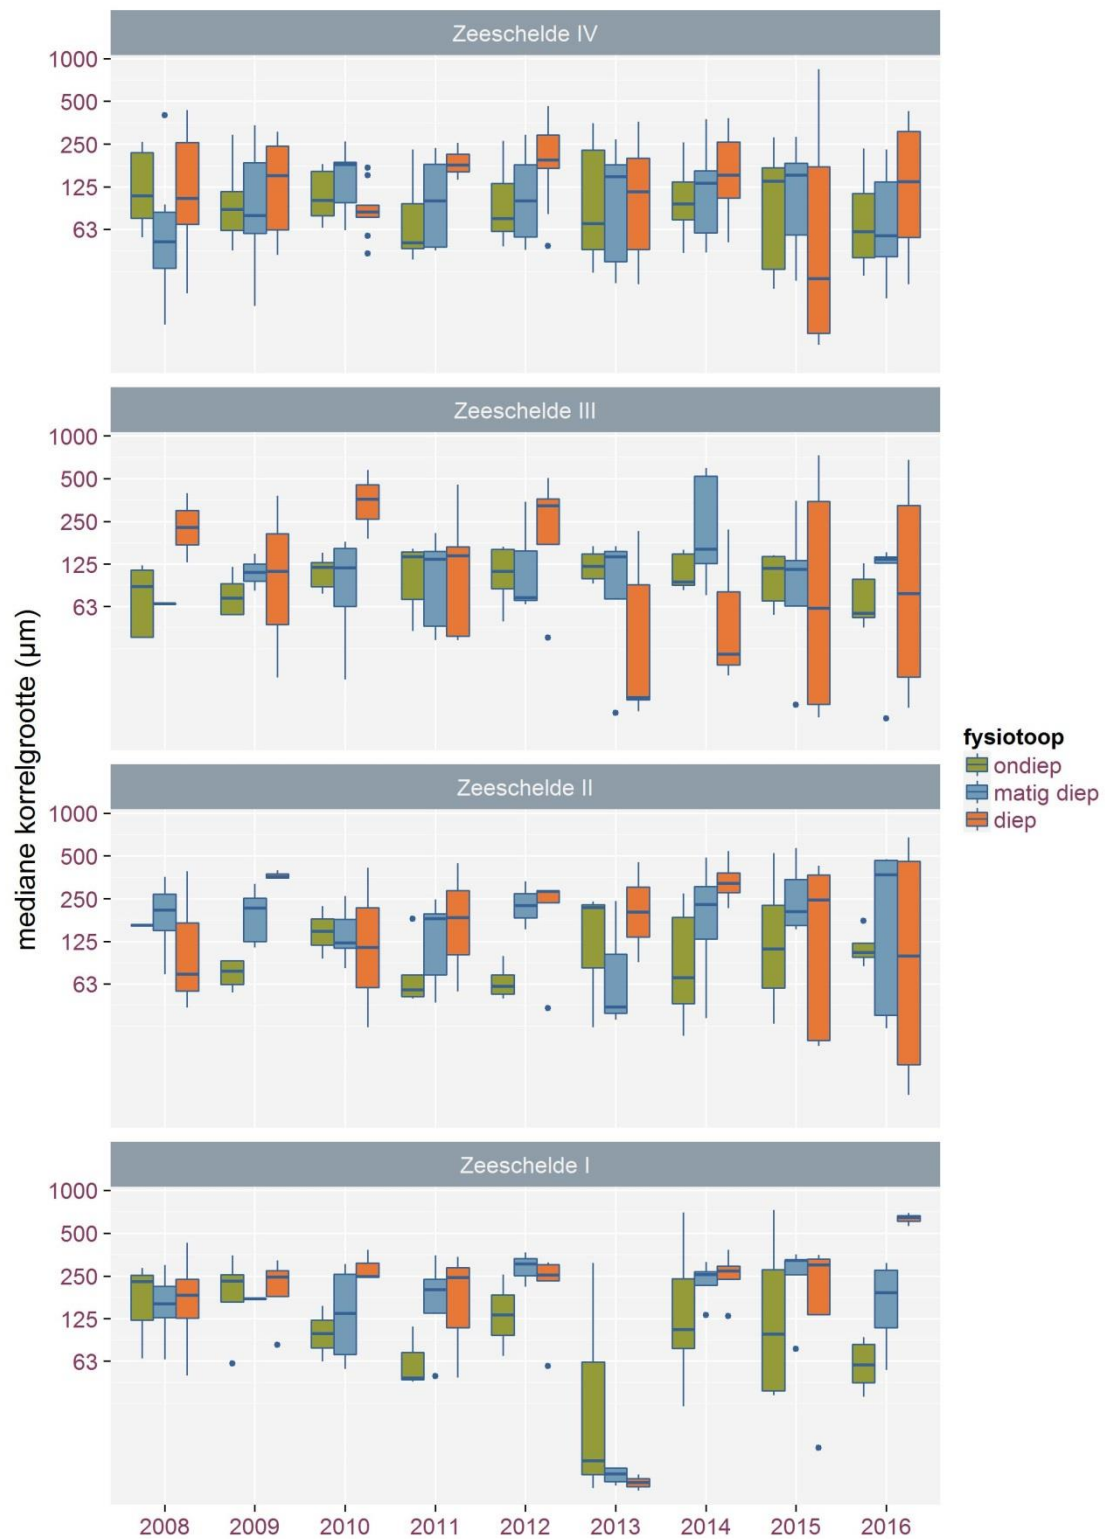 mediane korrelgrootte (µm)
Zeeschelde IV
1000
500
250
125
63
Zeeschelde III
1000
500
250
125
63
Zeeschelde II
1000
500
250
125
63
Zeeschelde I
1000
500
250
125
63
2008 2009 2010 2011 2012 2013 2014 2015 2016
fysiotoop
ondiep
matig diep
diep